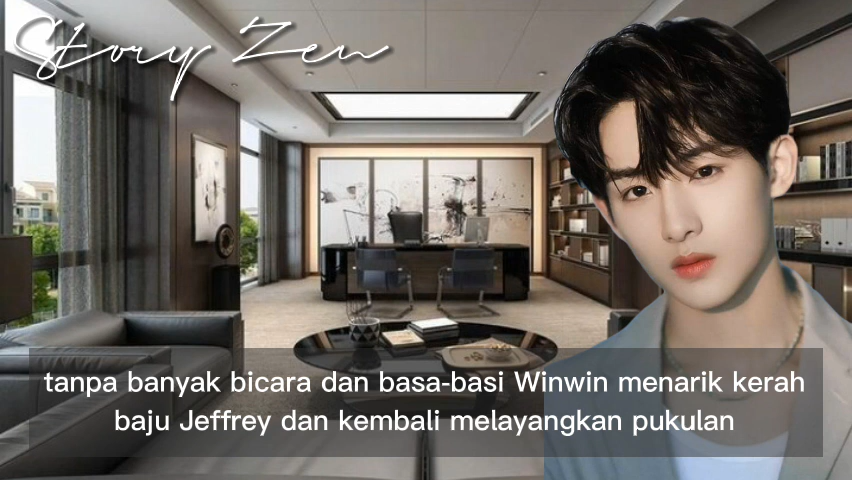 Story Zen
tanpa banyak bicara dan basa-basi Winwin menarik kerah
baju Jeffrey dan kembali melayangkan pukulan